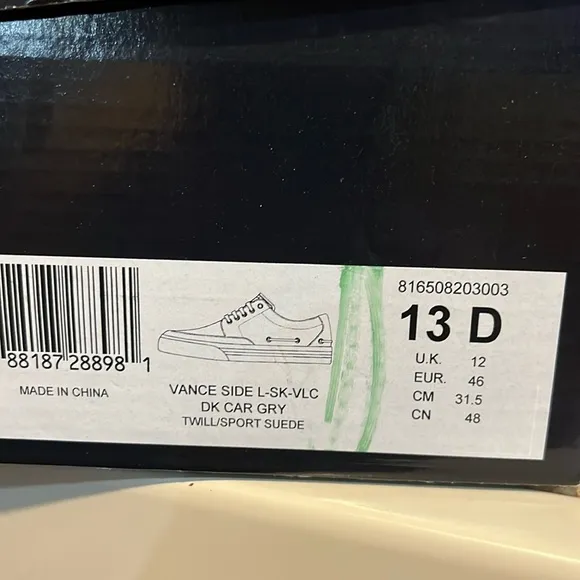 88187 28898 1
MADE IN CHINA
VANCE SIDE L-SK-VLC
DK CAR GRY
TWILL/SPORT SUEDE
816508203003
13 D
U.K. 12
EUR. 46
CM 31.5
CN 48